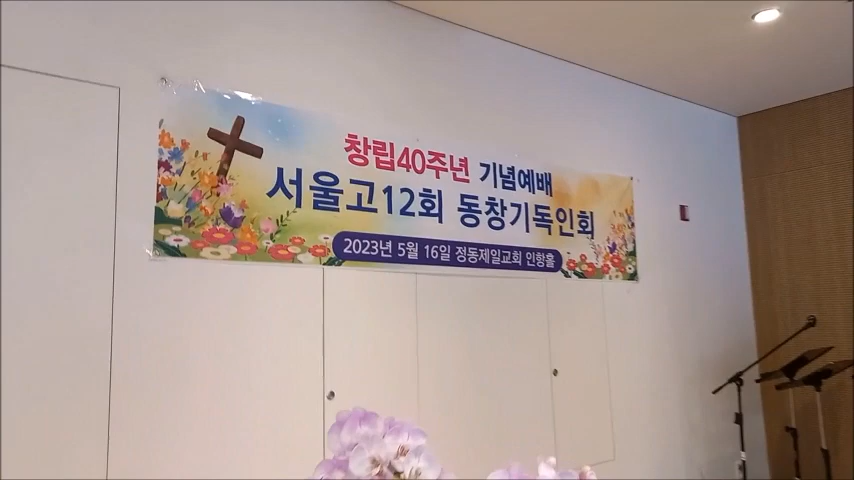 창립40주년 기념예배
서울고12회 동창기독인회
2023년 5월 16일 정동제일교회 인항홀